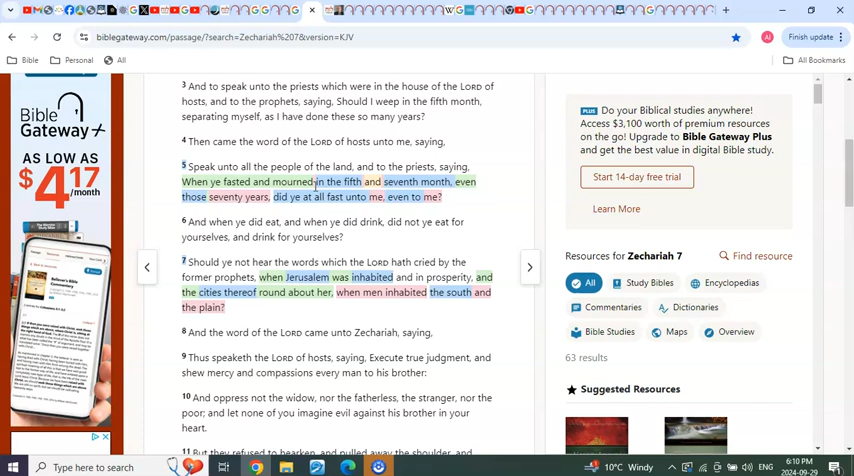 biblegateway.com/passage/?search=Zechariah%207&version=KJV
AI
Finish update
Bible
Personal
All
All Bookmarks
Bible
Gateway+
AS LOW AS
$4.17
/MONTH
3 And to speak unto the priests which were in the house of the LORD of
hosts, and to the prophets, saying, Should I weep in the fifth month,
separating myself, as I have done these so many years?
4 Then came the word of the LORD of hosts unto me, saying,
5 Speak unto all the people of the land, and to the priests, saying,
When ye fasted and mourned in the fifth and seventh month, even
those seventy years, did ye at all fast unto me, even to me?
6 And when ye did eat, and when ye did drink, did not ye eat for
yourselves, and drink for yourselves?
7 Should ye not hear the words which the LORD hath cried by the
former prophets, when Jerusalem was inhabited and in prosperity, and
the cities thereof round about her, when men inhabited the south and
the plain?
8 And the word of the LORD came unto Zechariah, saying,
9 Thus speaketh the LORD of hosts, saying, Execute true judgment, and
shew mercy and compassions every man to his brother:
10 And oppress not the widow, nor the fatherless, the stranger, nor the
poor; and let none of you imagine evil against his brother in your
heart.
11 But they refused to hearken, and pulled away the shoulder, and
PLUS Do your Biblical studies anywhere!
Access $3,100 worth of premium resources
on the go! Upgrade to Bible Gateway Plus
and get the best value in digital Bible study.
Start 14-day free trial
Learn More
Resources for Zechariah 7
Find resource
All
Study Bibles
Encyclopedias
Commentaries
Dictionaries
Bible Studies
Maps
Overview
63 results
Suggested Resources
Type here to search
10°C Windy
ENG
6:10 PM
2024-09-29